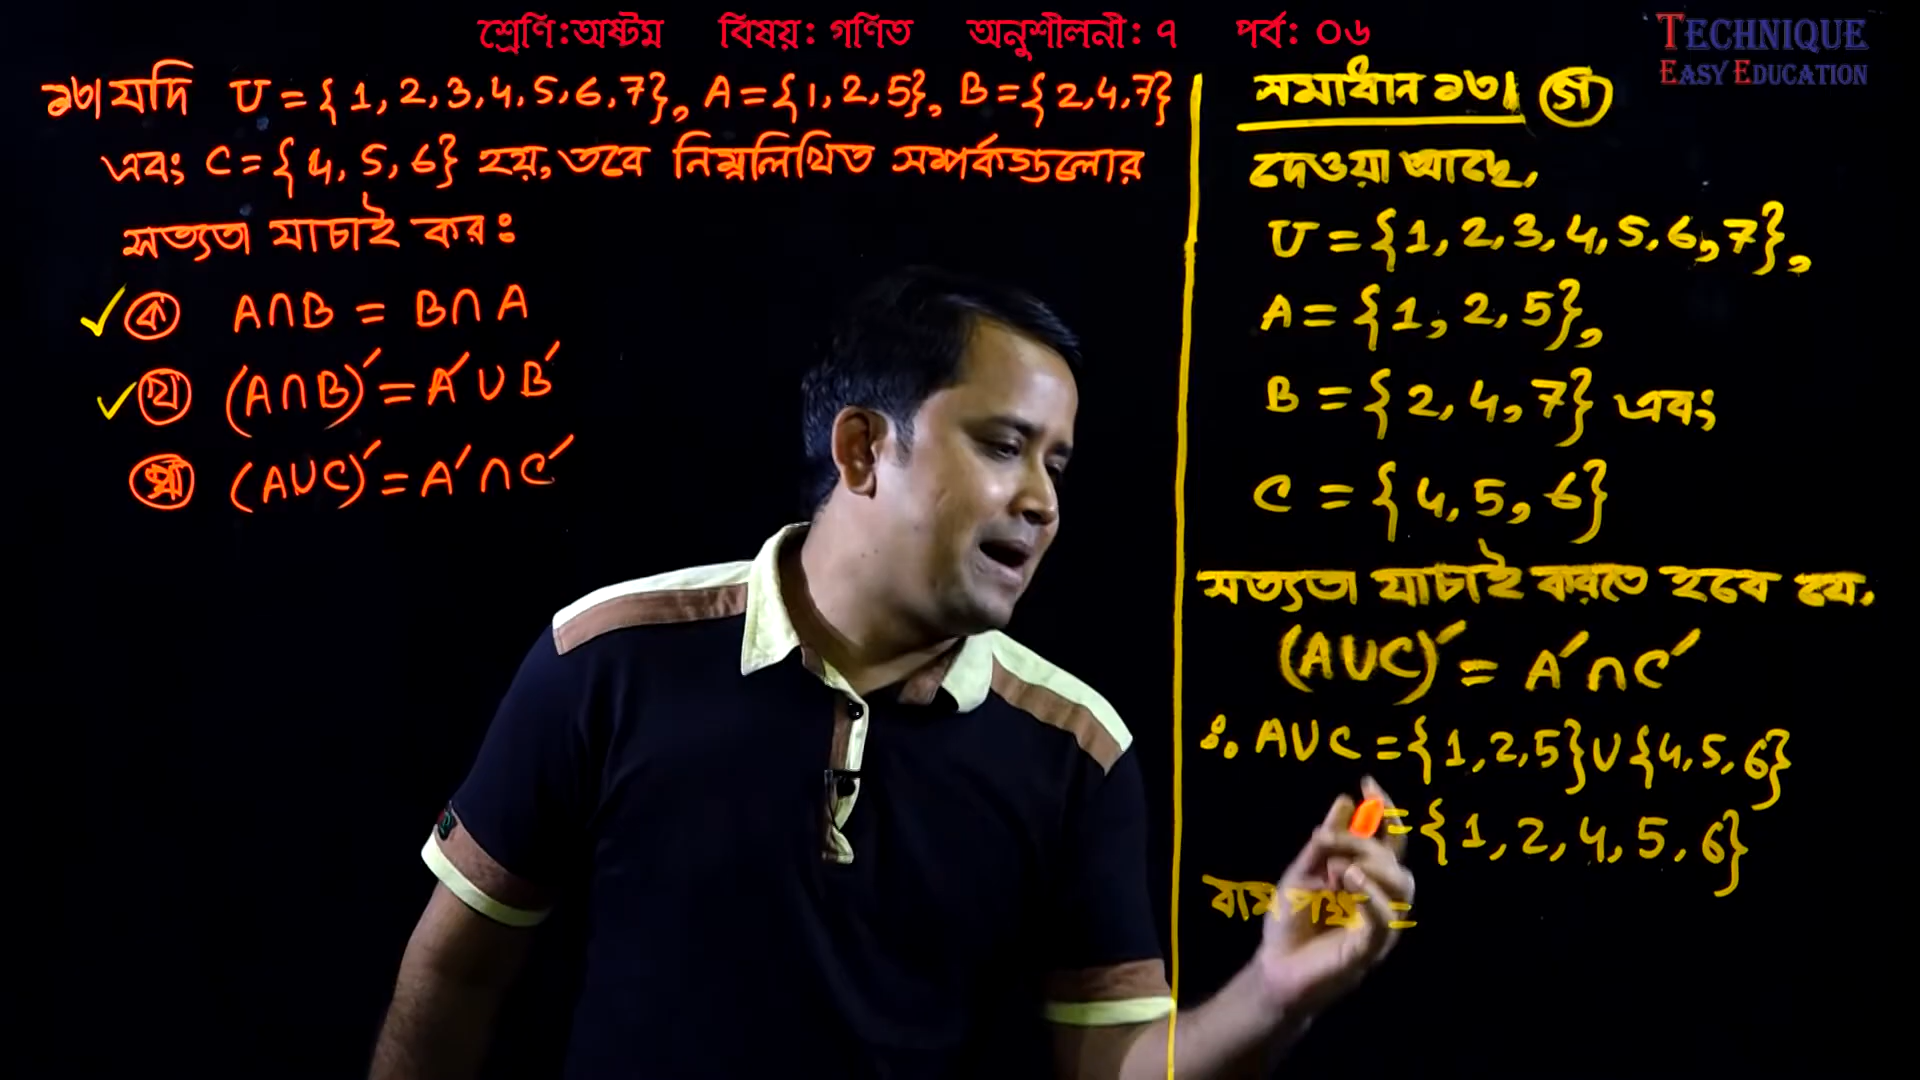 শ্রেণি:অষ্টম বিষয়: গণিত অনুশীলনী: ৭ পর্ব: ০৬
TECHNIQUE
EASY EDUCATION
১৩। যদি U = {1, 2, 3, 4, 5, 6, 7}, A = {1, 2, 5}, B = {2, 4, 7}
এবং C = {4, 5, 6} হয়, তবে নিম্নলিখিত সম্পর্কগুলোর
সত্যতা যাচাই করঃ
✓ ক A∩B = B∩A
✓ খ (A∩B)′ = A′∪B′
গ (A∪C)′ = A′∩C′
সমাধান ১৩। গ
দেওয়া আছে,
U = {1, 2, 3, 4, 5, 6, 7},
A = {1, 2, 5},
B = {2, 4, 7} এবং
C = {4, 5, 6}
সত্যতা যাচাই করতে হবে যে,
(A∪C)′ = A′∩C′
∴ A∪C = {1, 2, 5}∪{4, 5, 6}
= {1, 2, 4, 5, 6}
বামপক্ষ =